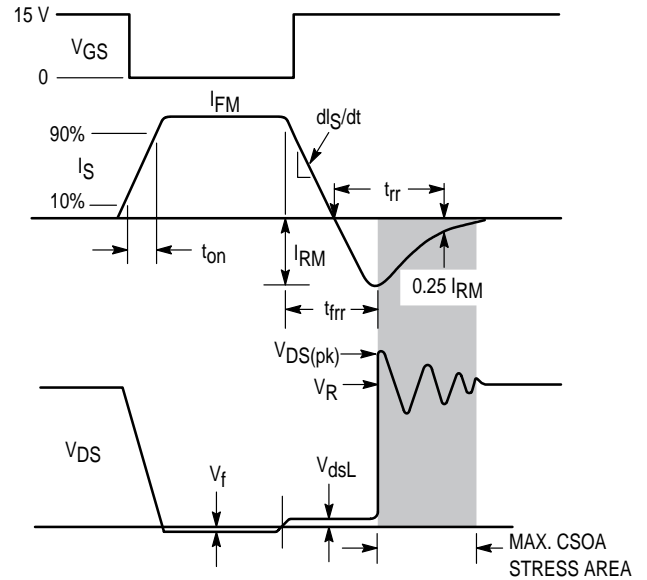 15 V
VGS
0
IFM
dIS/dt
90%
IS
trr
10%
ton
IRM
0.25 IRM
tfrr
VDS(pk)
VR
VDS
Vf
VdsL
MAX. CSOA
STRESS AREA